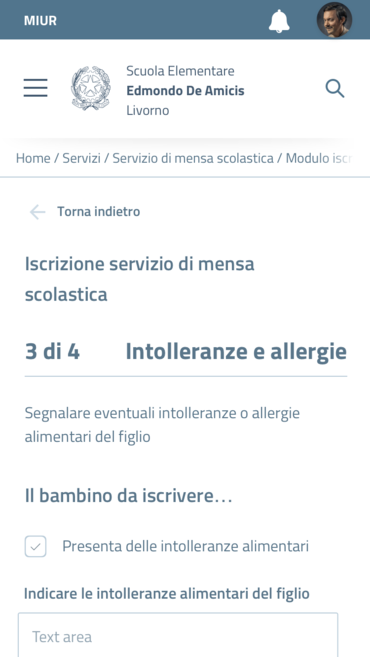 MIUR
Scuola Elementare
Edmondo De Amicis
Livorno
Home / Servizi / Servizio di mensa scolastica / Modulo iscr
Torna indietro
Iscrizione servizio di mensa
scolastica
3 di 4 Intolleranze e allergie
Segnalare eventuali intolleranze o allergie
alimentari del figlio
Il bambino da iscrivere...
Presenta delle intolleranze alimentari
Indicare le intolleranze alimentari del figlio
Text area